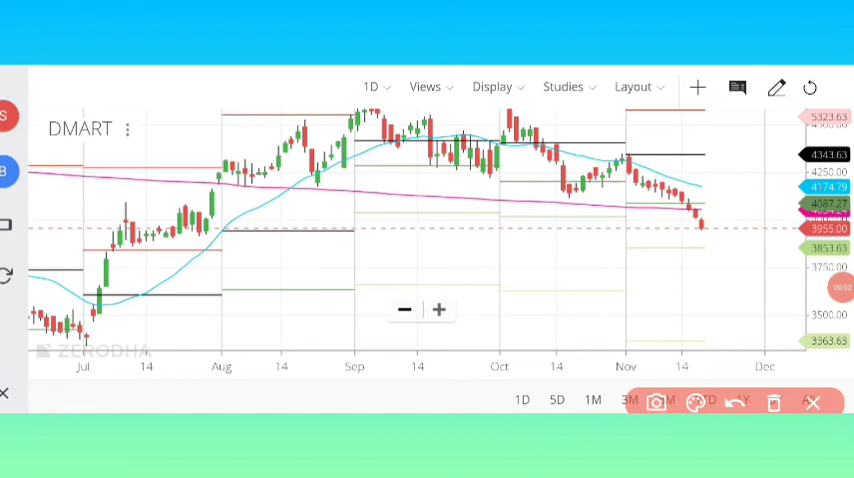 1D Views Display Studies Layout
S
DMART
B
ZERODHA
5323.63
4343.63
4250.00
4174.79
4087.27
3955.00
3853.63
3750.00
00:02
3500.00
3363.63
Jul 14 Aug 14 Sep 14 Oct 14 Nov 14 Dec
1D 5D 1M 3M